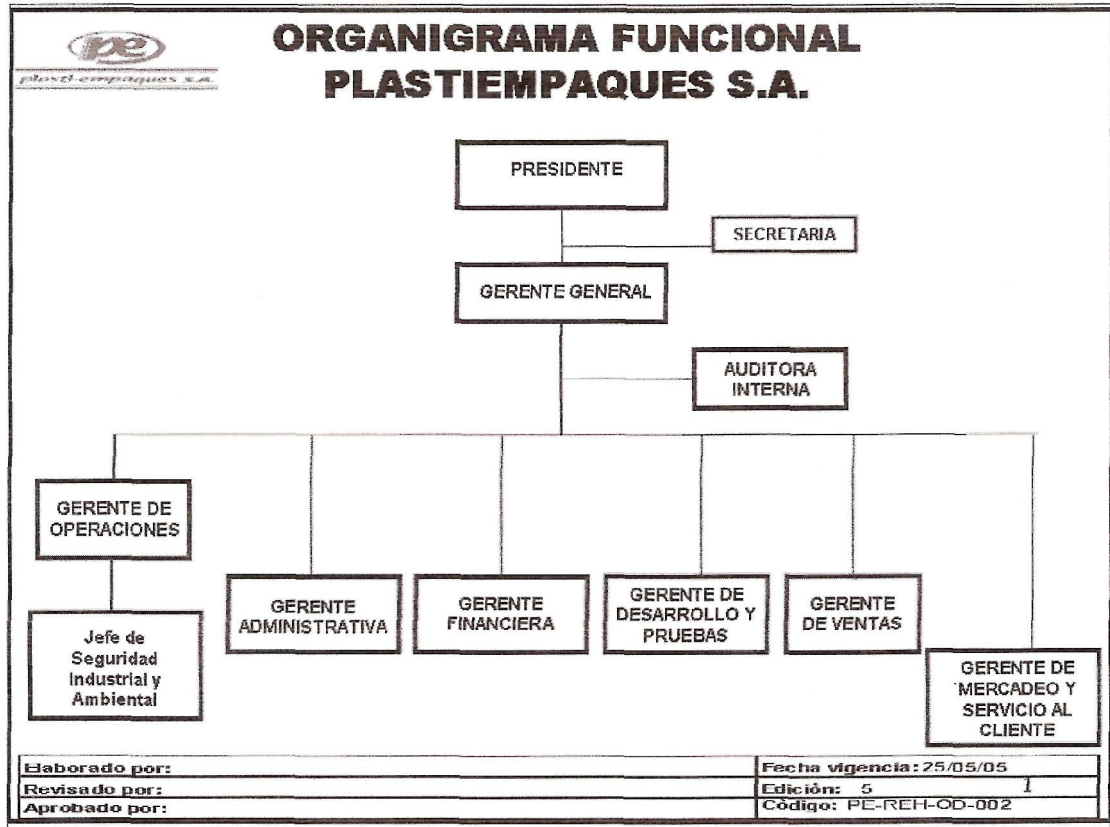 pe
plasti-empaques s.a.
ORGANIGRAMA FUNCIONAL
PLASTIEMPAQUES S.A.
PRESIDENTE
SECRETARIA
GERENTE GENERAL
AUDITORA
INTERNA
GERENTE DE
OPERACIONES
Jefe de
Seguridad
Industrial y
Ambiental
GERENTE
ADMINISTRATIVA
GERENTE
FINANCIERA
GERENTE DE
DESARROLLO Y
PRUEBAS
GERENTE
DE VENTAS
GERENTE DE
MERCADEO Y
SERVICIO AL
CLIENTE
Elaborado por:
Revisado por:
Aprobado por:
Fecha vigencia: 25/05/05
Edición: 5 1
Código: PE-REH-OD-002